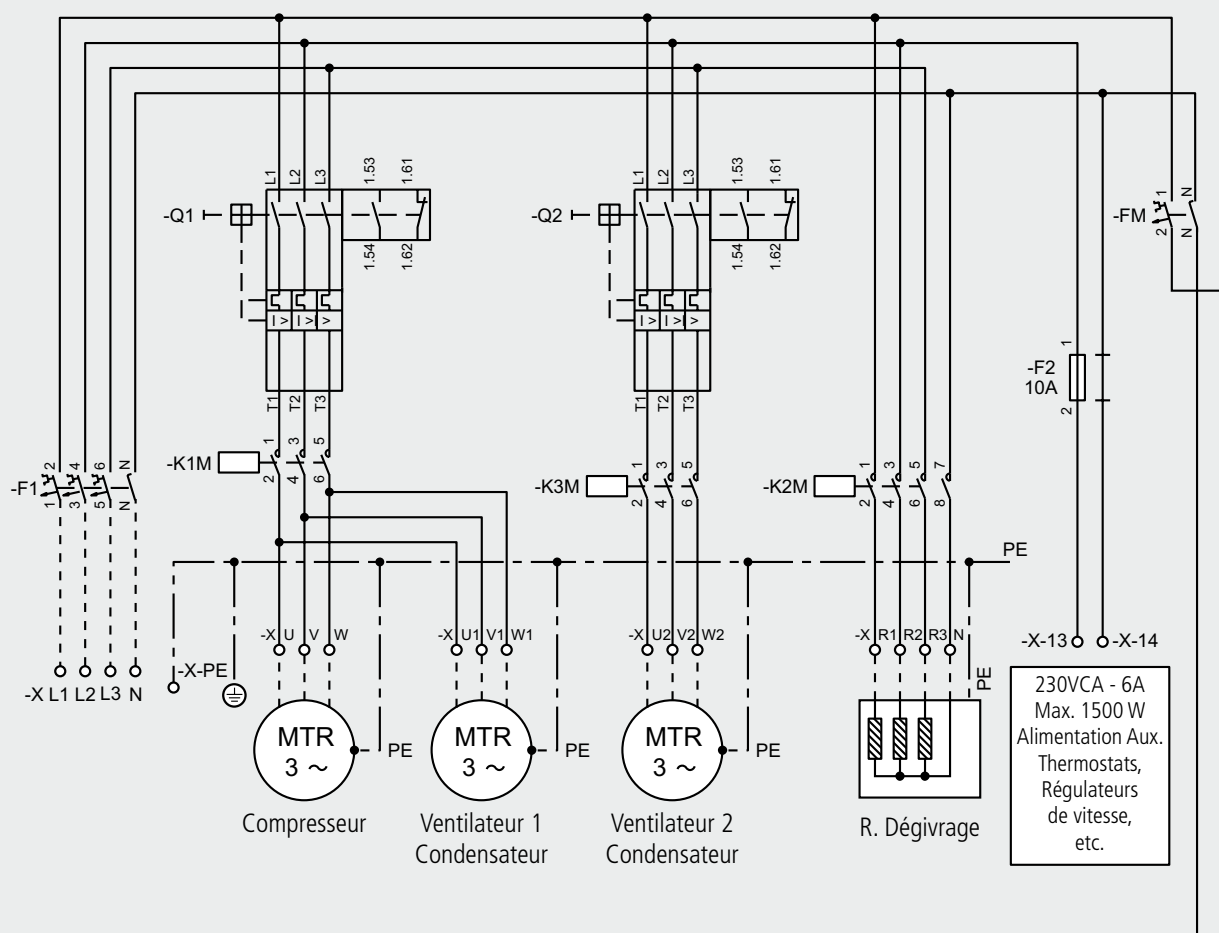 L1 L2 L3 1.53 1.61
-Q1
1.54 1.62
I > I > I >
T1 T2 T3
L1 L2 L3 1.53 1.61
-Q2
1.54 1.62
I > I > I >
T1 T2 T3
1 N
-FM
2 N
1
-F2
10A
2
2 4 6 N
-F1
1 3 5 N
1 3 5
-K1M
2 4 6
1 3 5
-K3M
2 4 6
1 3 5 7
-K2M
2 4 6 8
PE
-X L1 L2 L3 N
-X-PE
-X U V W
-X U1 V1 W1
-X U2 V2 W2
-X R1 R2 R3 N
PE
-X-13 -X-14
MTR
3 ~
PE
MTR
3 ~
PE
MTR
3 ~
PE
Compresseur
Ventilateur 1
Condensateur
Ventilateur 2
Condensateur
R. Dégivrage
230VCA - 6A
Max. 1500 W
Alimentation Aux.
Thermostats,
Régulateurs
de vitesse,
etc.